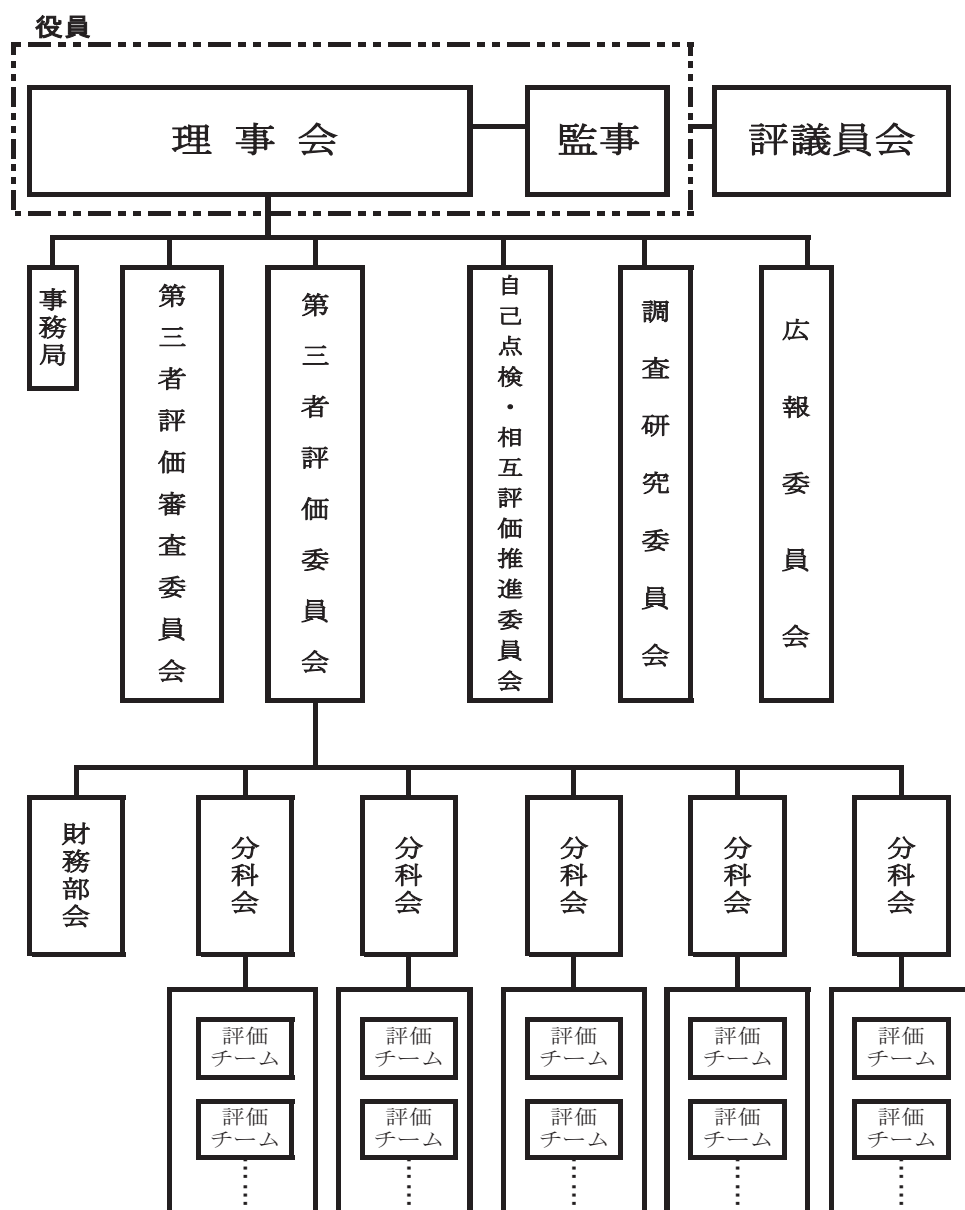 役員
理事会
監事
評議員会
事務局
第三者評価審査委員会
第三者評価委員会
自己点検・相互評価推進委員会
調査研究委員会
広報委員会
財務部会
分科会
分科会
分科会
分科会
分科会
評価
チーム
評価
チーム
評価
チーム
評価
チーム
評価
チーム
評価
チーム
評価
チーム
評価
チーム
評価
チーム
評価
チーム